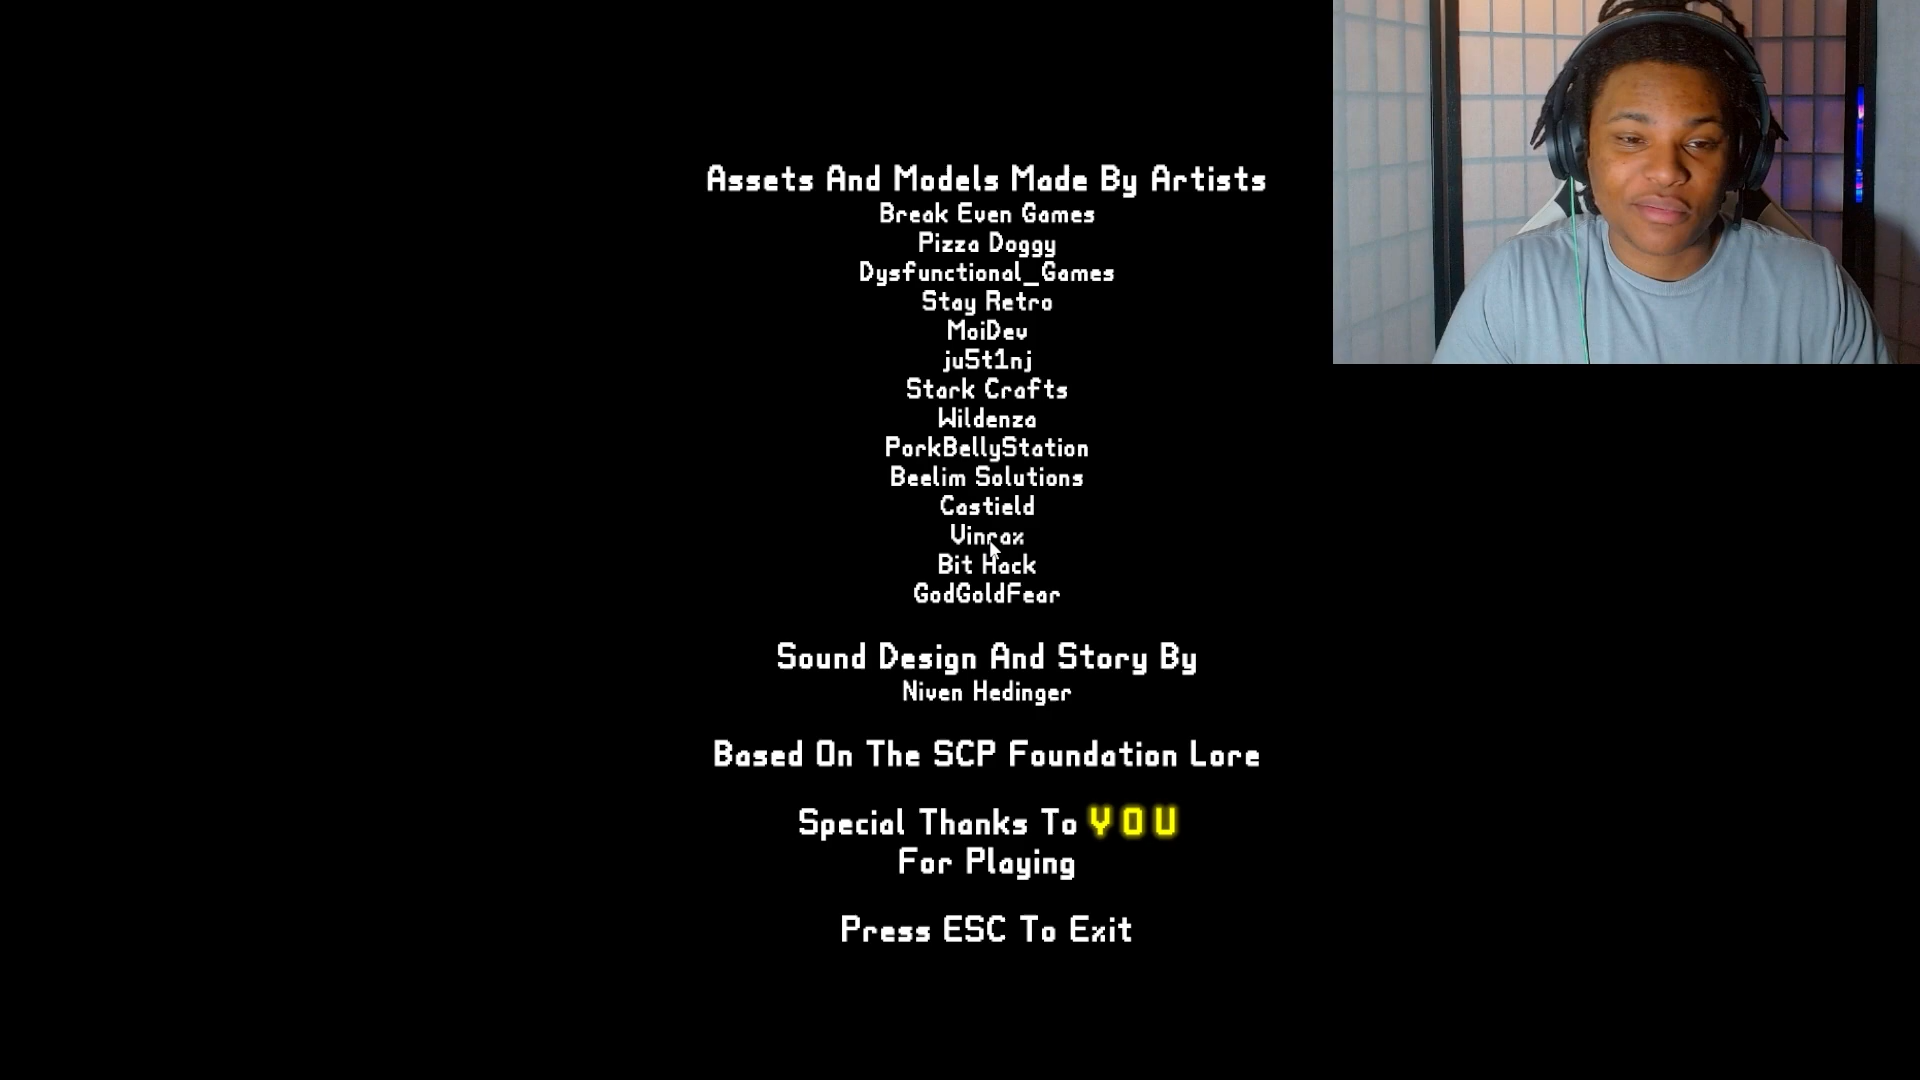 Assets And Models Made By Artists
Break Even Games
Pizza Doggy
Dysfunctional_Games
Stay Retro
MoiDev
ju5t1nj
Stark Crafts
Wildenza
PorkBellyStation
Beelim Solutions
Castield
Vinrax
Bit Hack
GodGoldFear
Sound Design And Story By
Niven Hedinger
Based On The SCP Foundation Lore
Special Thanks To YOU
For Playing
Press ESC To Exit